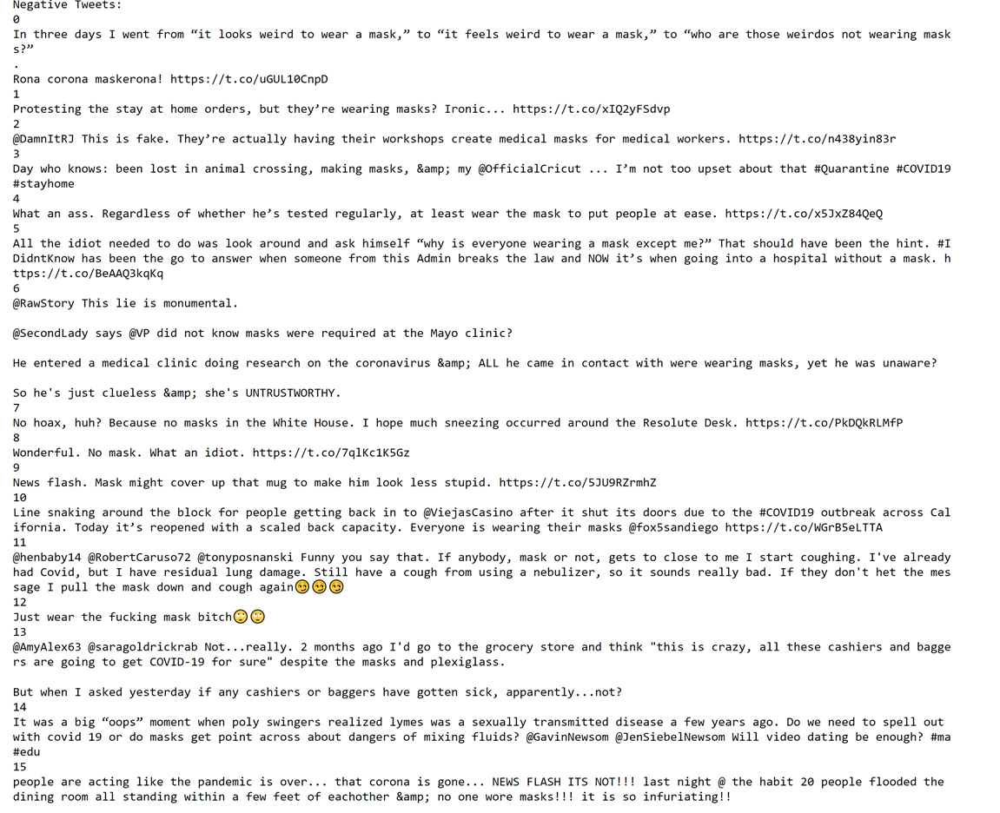 Negative Tweets:
0
In three days I went from “it looks weird to wear a mask,” to “it feels weird to wear a mask,” to “who are those weirdos not wearing mask
s?”
.
Rona corona maskerona! https://t.co/uGUL10CnpD
1
Protesting the stay at home orders, but they’re wearing masks? Ironic... https://t.co/xIQ2yFSdvp
2
@DamnItRJ This is fake. They’re actually having their workshops create medical masks for medical workers. https://t.co/n438yin83r
3
Day who knows: been lost in animal crossing, making masks, &amp; my @OfficialCricut ... I’m not too upset about that #Quarantine #COVID19
#stayhome
4
What an ass. Regardless of whether he’s tested regularly, at least wear the mask to put people at ease. https://t.co/x5JxZ84QeQ
5
All the idiot needed to do was look around and ask himself “why is everyone wearing a mask except me?” That should have been the hint. #I
DidntKnow has been the go to answer when someone from this Admin breaks the law and NOW it’s when going into a hospital without a mask. h
ttps://t.co/BeAAQ3kqKq
6
@RawStory This lie is monumental.

@SecondLady says @VP did not know masks were required at the Mayo clinic?

He entered a medical clinic doing research on the coronavirus &amp; ALL he came in contact with were wearing masks, yet he was unaware?

So he's just clueless &amp; she's UNTRUSTWORTHY.
7
No hoax, huh? Because no masks in the White House. I hope much sneezing occurred around the Resolute Desk. https://t.co/PkDQkRLMfP
8
Wonderful. No mask. What an idiot. https://t.co/7qlKc1K5Gz
9
News flash. Mask might cover up that mug to make him look less stupid. https://t.co/5JU9RZrmhZ
10
Line snaking around the block for people getting back in to @ViejasCasino after it shut its doors due to the #COVID19 outbreak across Cal
ifornia. Today it’s reopened with a scaled back capacity. Everyone is wearing their masks @fox5sandiego https://t.co/WGrB5eLTTA
11
@henbaby14 @RobertCaruso72 @tonyposnanski Funny you say that. If anybody, mask or not, gets to close to me I start coughing. I've already
had Covid, but I have residual lung damage. Still have a cough from using a nebulizer, so it sounds really bad. If they don't het the mes
sage I pull the mask down and cough again😏😏😏
12
Just wear the fucking mask bitch🙄🙄
13
@AmyAlex63 @saragoldrickrab Not...really. 2 months ago I'd go to the grocery store and think "this is crazy, all these cashiers and bagge
rs are going to get COVID-19 for sure" despite the masks and plexiglass.

But when I asked yesterday if any cashiers or baggers have gotten sick, apparently...not?
14
It was a big “oops” moment when poly swingers realized lymes was a sexually transmitted disease a few years ago. Do we need to spell out
with covid 19 or do masks get point across about dangers of mixing fluids? @GavinNewsom @JenSiebelNewsom Will video dating be enough? #ma
#edu
15
people are acting like the pandemic is over... that corona is gone... NEWS FLASH ITS NOT!!! last night @ the habit 20 people flooded the
dining room all standing within a few feet of eachother &amp; no one wore masks!!! it is so infuriating!!